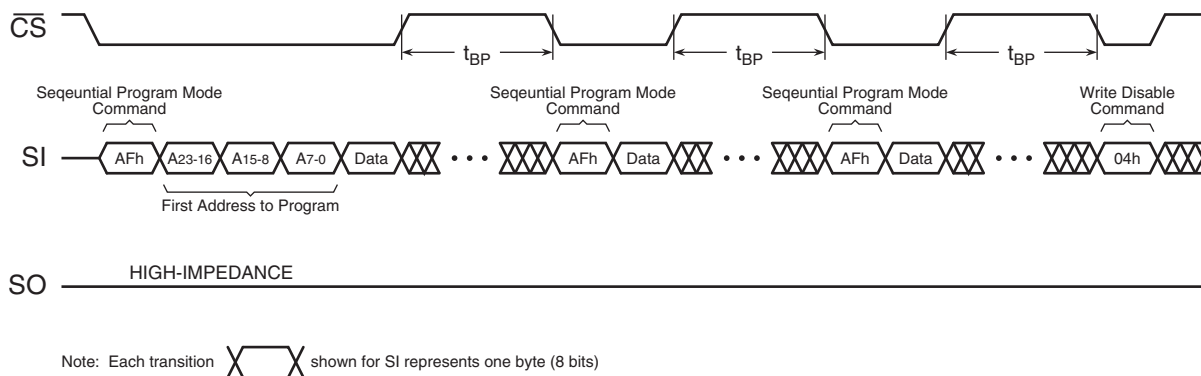 CS
tBP tBP tBP
Seqeuntial Program Mode Command
Seqeuntial Program Mode Command
Seqeuntial Program Mode Command
Write Disable Command
SI AFh A23-16 A15-8 A7-0 Data • • • AFh Data • • • AFh Data • • • 04h
First Address to Program
HIGH-IMPEDANCE
SO
Note: Each transition shown for SI represents one byte (8 bits)